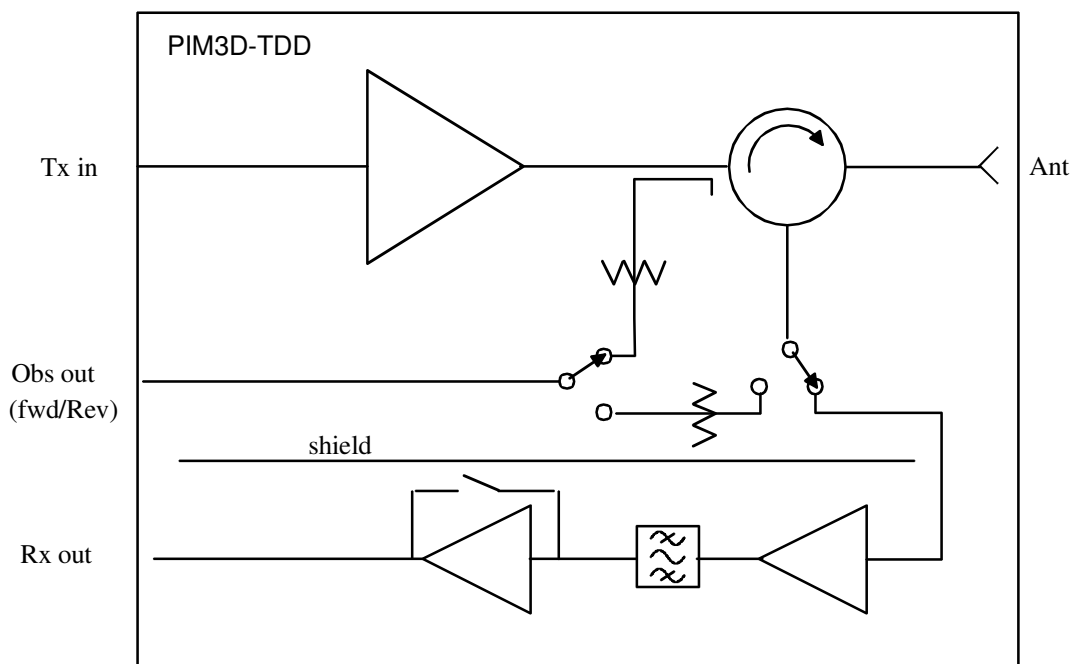 PIM3D-TDD
Tx in
Ant
Obs out
(fwd/Rev)
shield
Rx out